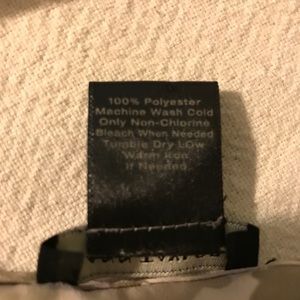 100% Polyester
Machine Wash Cold
Only Non-Chlorine
Bleach When Needed
Tumble Dry LOw
Warm Iron
If Needed